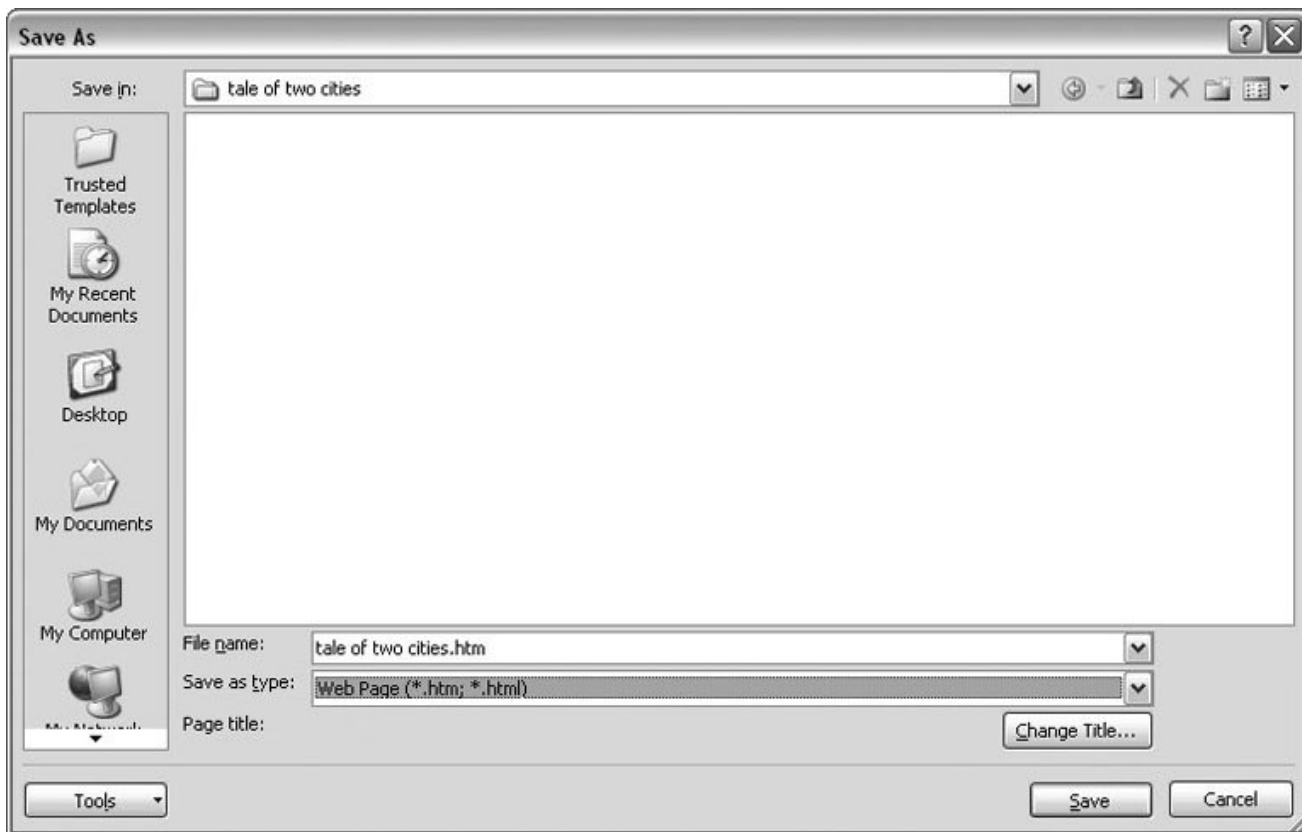 Save As
Save in:
tale of two cities
Trusted
Templates
My Recent
Documents
Desktop
My Documents
My Computer
File name:
tale of two cities.htm
Save as type:
Web Page (*.htm; *.html)
Page title:
Change Title...
Tools
Save
Cancel